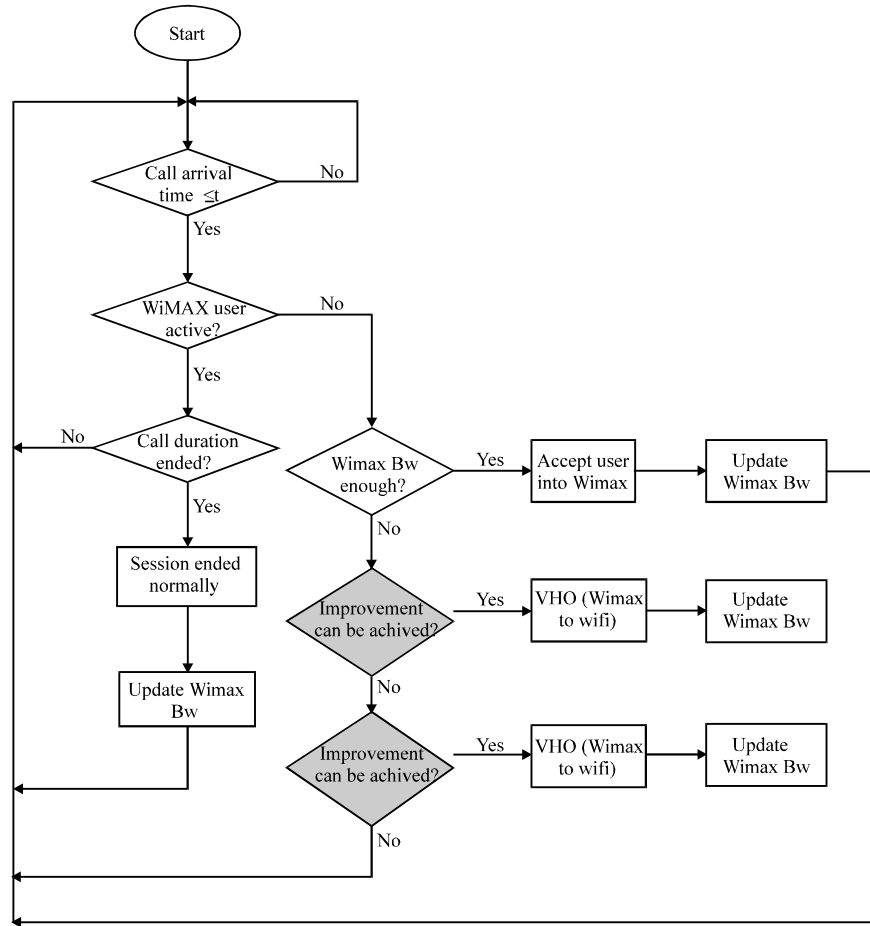 Start
Call arrival
time ≤t
No
Yes
WiMAX user
active?
No
Yes
Call duration
ended?
No
Yes
Session ended
normally
Update Wimax
Bw
Wimax Bw
enough?
Yes
Accept user
into Wimax
Update
Wimax Bw
No
Improvement
can be achived?
Yes
VHO (Wimax
to wifi)
Update
Wimax Bw
No
Improvement
can be achived?
Yes
VHO (Wimax
to wifi)
Update
Wimax Bw
No